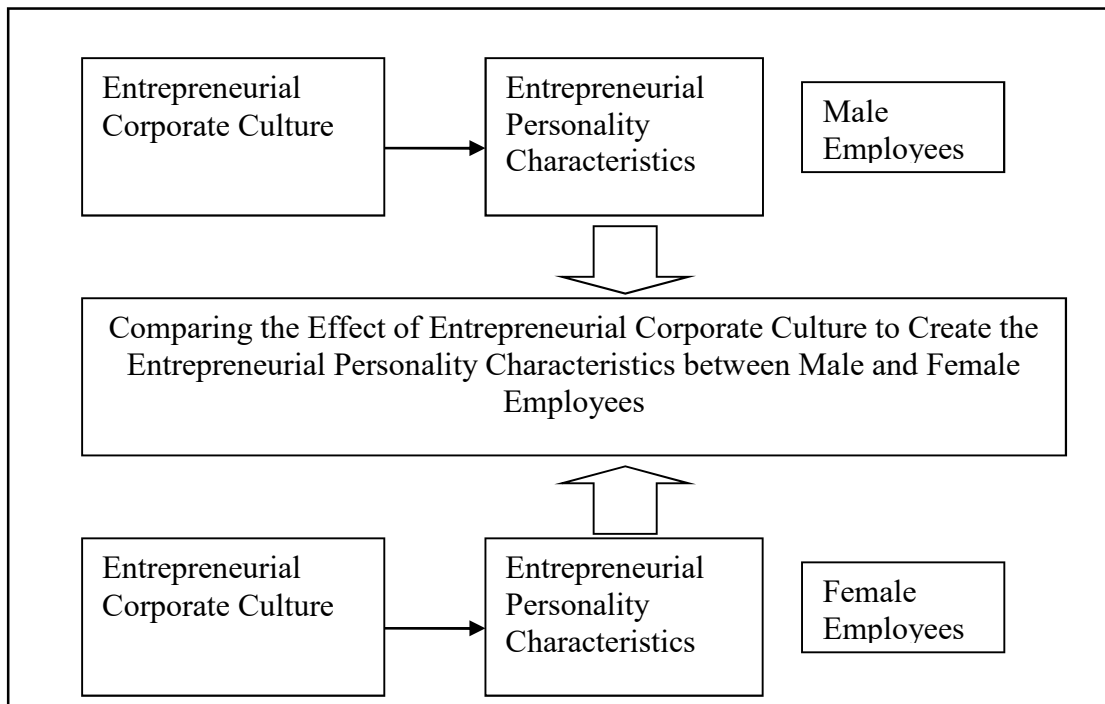 Entrepreneurial
Corporate Culture
Entrepreneurial
Personality
Characteristics
Male
Employees
Comparing the Effect of Entrepreneurial Corporate Culture to Create the
Entrepreneurial Personality Characteristics between Male and Female
Employees
Entrepreneurial
Corporate Culture
Entrepreneurial
Personality
Characteristics
Female
Employees